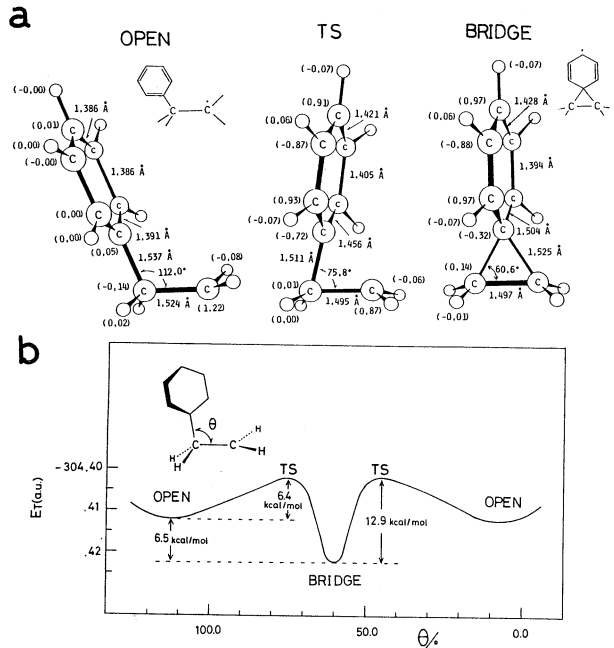 a
OPEN
TS
BRIDGE
(-0.00)
1.386 Å
(0.01)
(0.00)
(-0.00)
C
C
C
1.386 Å
(0.00)
C
C
(0.00)
C
1.391 Å
(0.05)
1.537 Å
112.0°
(-0.08)
(-0.14)
C
C
1.524 Å
(1.22)
(0.02)
C
C
(-0.07)
(0.91)
C
1.421 Å
(0.06)
(-0.87)
C
C
1.405 Å
(0.93)
C
C
(-0.07)
(-0.72)
C
1.456 Å
1.511 Å
75.8°
(-0.06)
(0.01)
C
C
1.495 Å
(0.00)
(0.87)
(-0.07)
(0.97)
C
1.428 Å
(0.06)
(-0.88)
C
C
1.394 Å
(0.97)
C
C
(-0.07)
1.504 Å
(-0.32)
C
1.525 Å
(0.14)
60.6°
C
C
1.497 Å
(-0.01)
C
C
C
b
θ
H
H
C
C
H
H
-304.40
.41
.42
ET(a.u.)
TS
TS
OPEN
OPEN
6.4
kcal/mol
12.9 kcal/mol
6.5 kcal/mol
BRIDGE
100.0
50.0
0.0
θ/°